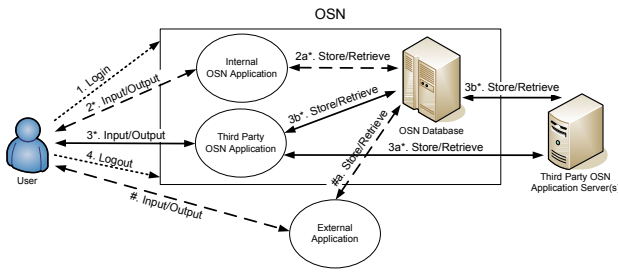 OSN
1. Login
Internal
OSN Application
2a*. Store/Retrieve
2*. Input/Output
3b*. Store/Retrieve
OSN Database
3b*. Store/Retrieve
3*. Input/Output
Third Party
OSN Application
3a*. Store/Retrieve
User
4. Logout
#a. Store/Retrieve
Third Party OSN
Application Server(s)
#. Input/Output
External
Application